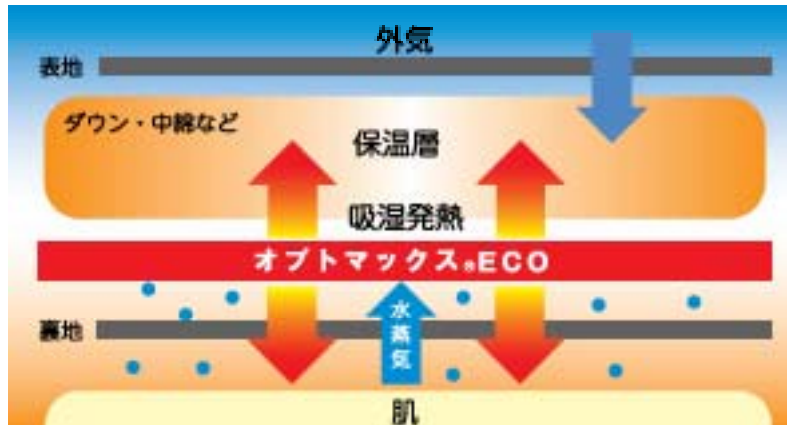 外気
表地
ダウン・中綿など
保温層
吸湿発熱
オプトマックス®ECO
水蒸気
裏地
肌